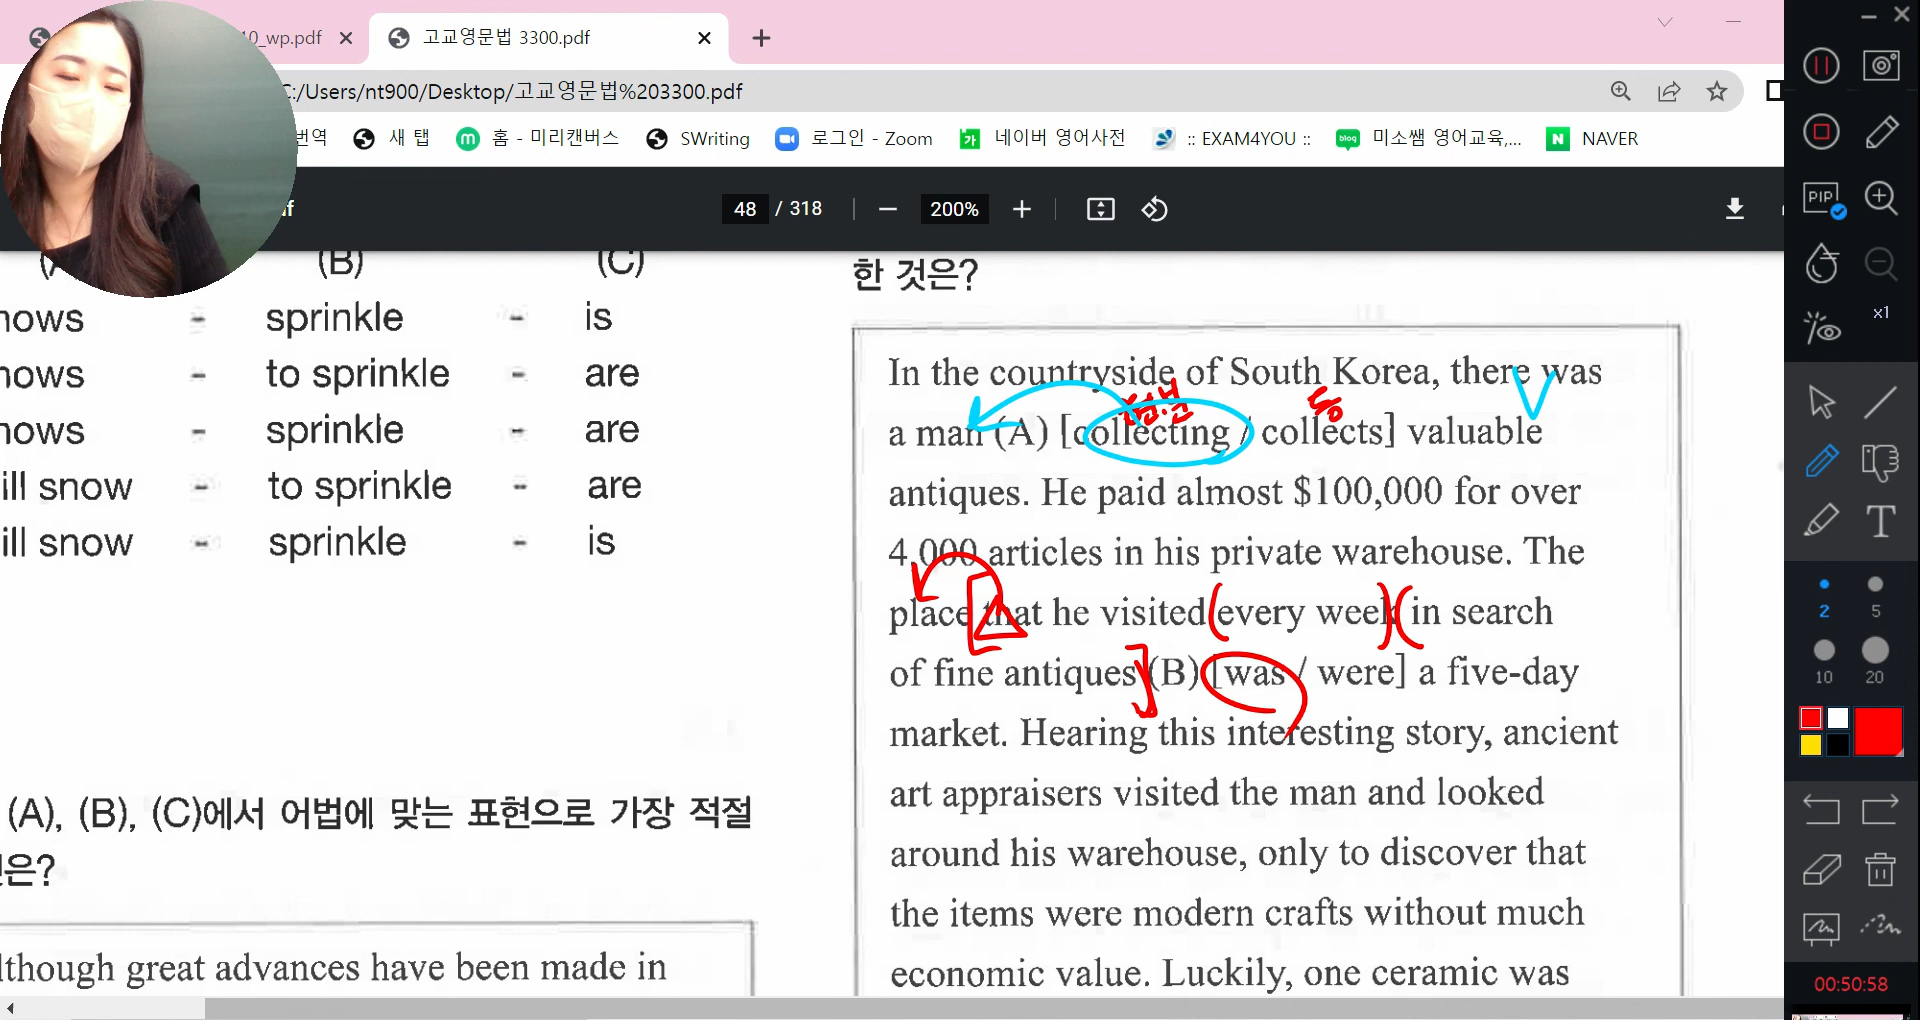 10_wp.pdf
고교영문법 3300.pdf
C:/Users/nt900/Desktop/고교영문법%203300.pdf
번역 새 탭 홈 - 미리캔버스 SWriting 로그인 - Zoom 네이버 영어사전 :: EXAM4YOU :: 미소쌤 영어교육,... NAVER
48 / 318 200%
(B) (C)
nows - sprinkle - is
nows - to sprinkle - are
nows - sprinkle - are
ill snow - to sprinkle - are
ill snow - sprinkle - is
(A), (B), (C)에서 어법에 맞는 표현으로 가장 적절
것은?
lthough great advances have been made in
한 것은?
In the countryside of South Korea, there was
a man (A) [collecting / collects] valuable
antiques. He paid almost $100,000 for over
4,000 articles in his private warehouse. The
place that he visited every week in search
of fine antiques (B) [was / were] a five-day
market. Hearing this interesting story, ancient
art appraisers visited the man and looked
around his warehouse, only to discover that
the items were modern crafts without much
economic value. Luckily, one ceramic was
동
PIP
x1
T
2 5
10 20
00:50:58